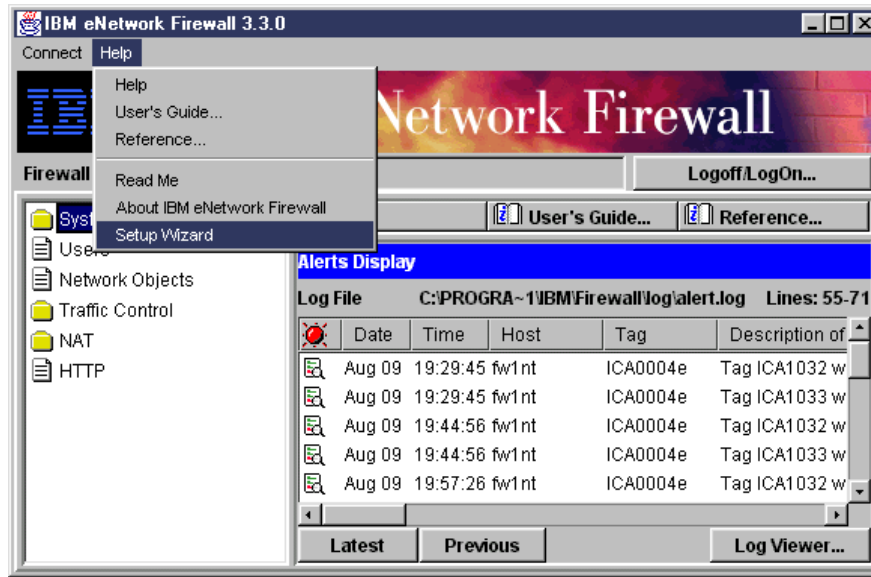 IBM eNetwork Firewall 3.3.0
Connect Help
Help
User's Guide...
Reference...
Read Me
About IBM eNetwork Firewall
Setup Wizard
IBM Network Firewall
Firewall
Logoff/LogOn...
User's Guide... Reference...
Syst
Users
Network Objects
Traffic Control
NAT
HTTP
Alerts Display
Log File C:\PROGRA~1\IBM\Firewall\log\alert.log Lines: 55-71
Date Time Host Tag Description of
Aug 09 19:29:45 fw1nt ICA0004e Tag ICA1032 w
Aug 09 19:29:45 fw1nt ICA0004e Tag ICA1033 w
Aug 09 19:44:56 fw1nt ICA0004e Tag ICA1032 w
Aug 09 19:44:56 fw1nt ICA0004e Tag ICA1033 w
Aug 09 19:57:26 fw1nt ICA0004e Tag ICA1032 w
Latest Previous Log Viewer...